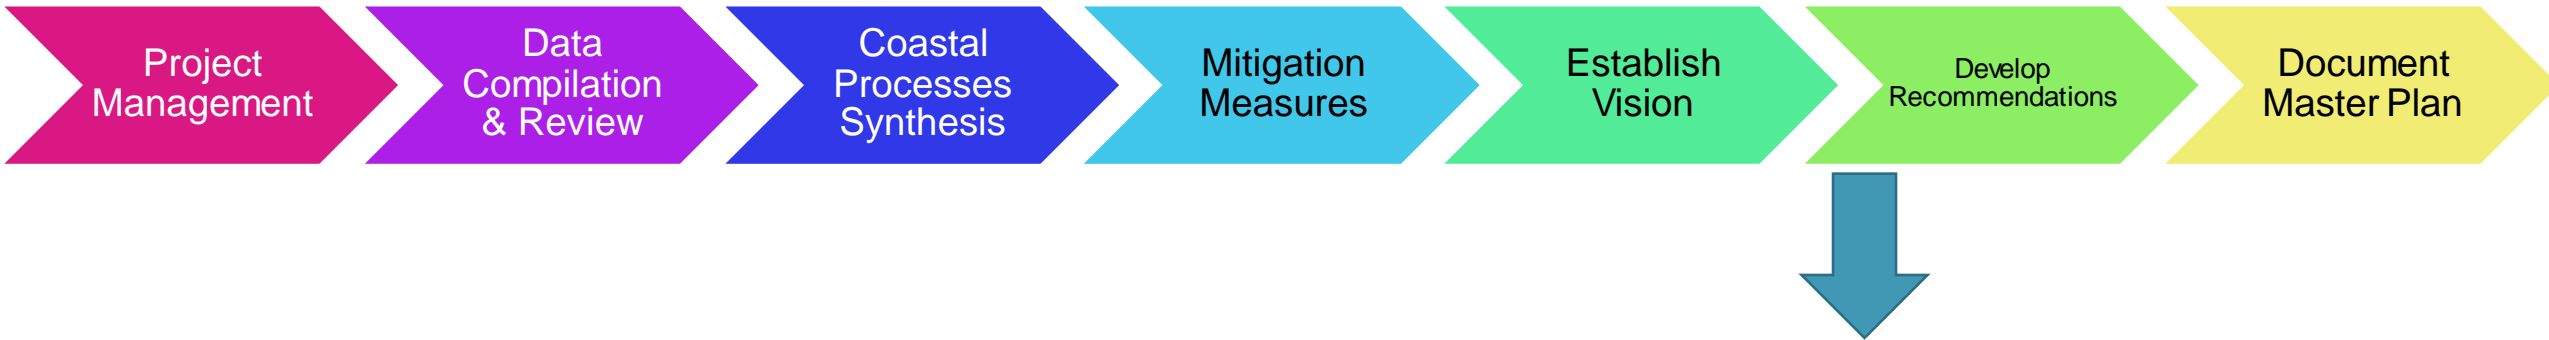 Project
Management
Data
Compilation
& Review
Coastal
Processes
Synthesis
Mitigation
Measures
Establish
Vision
Develop
Recommendations
Document
Master Plan